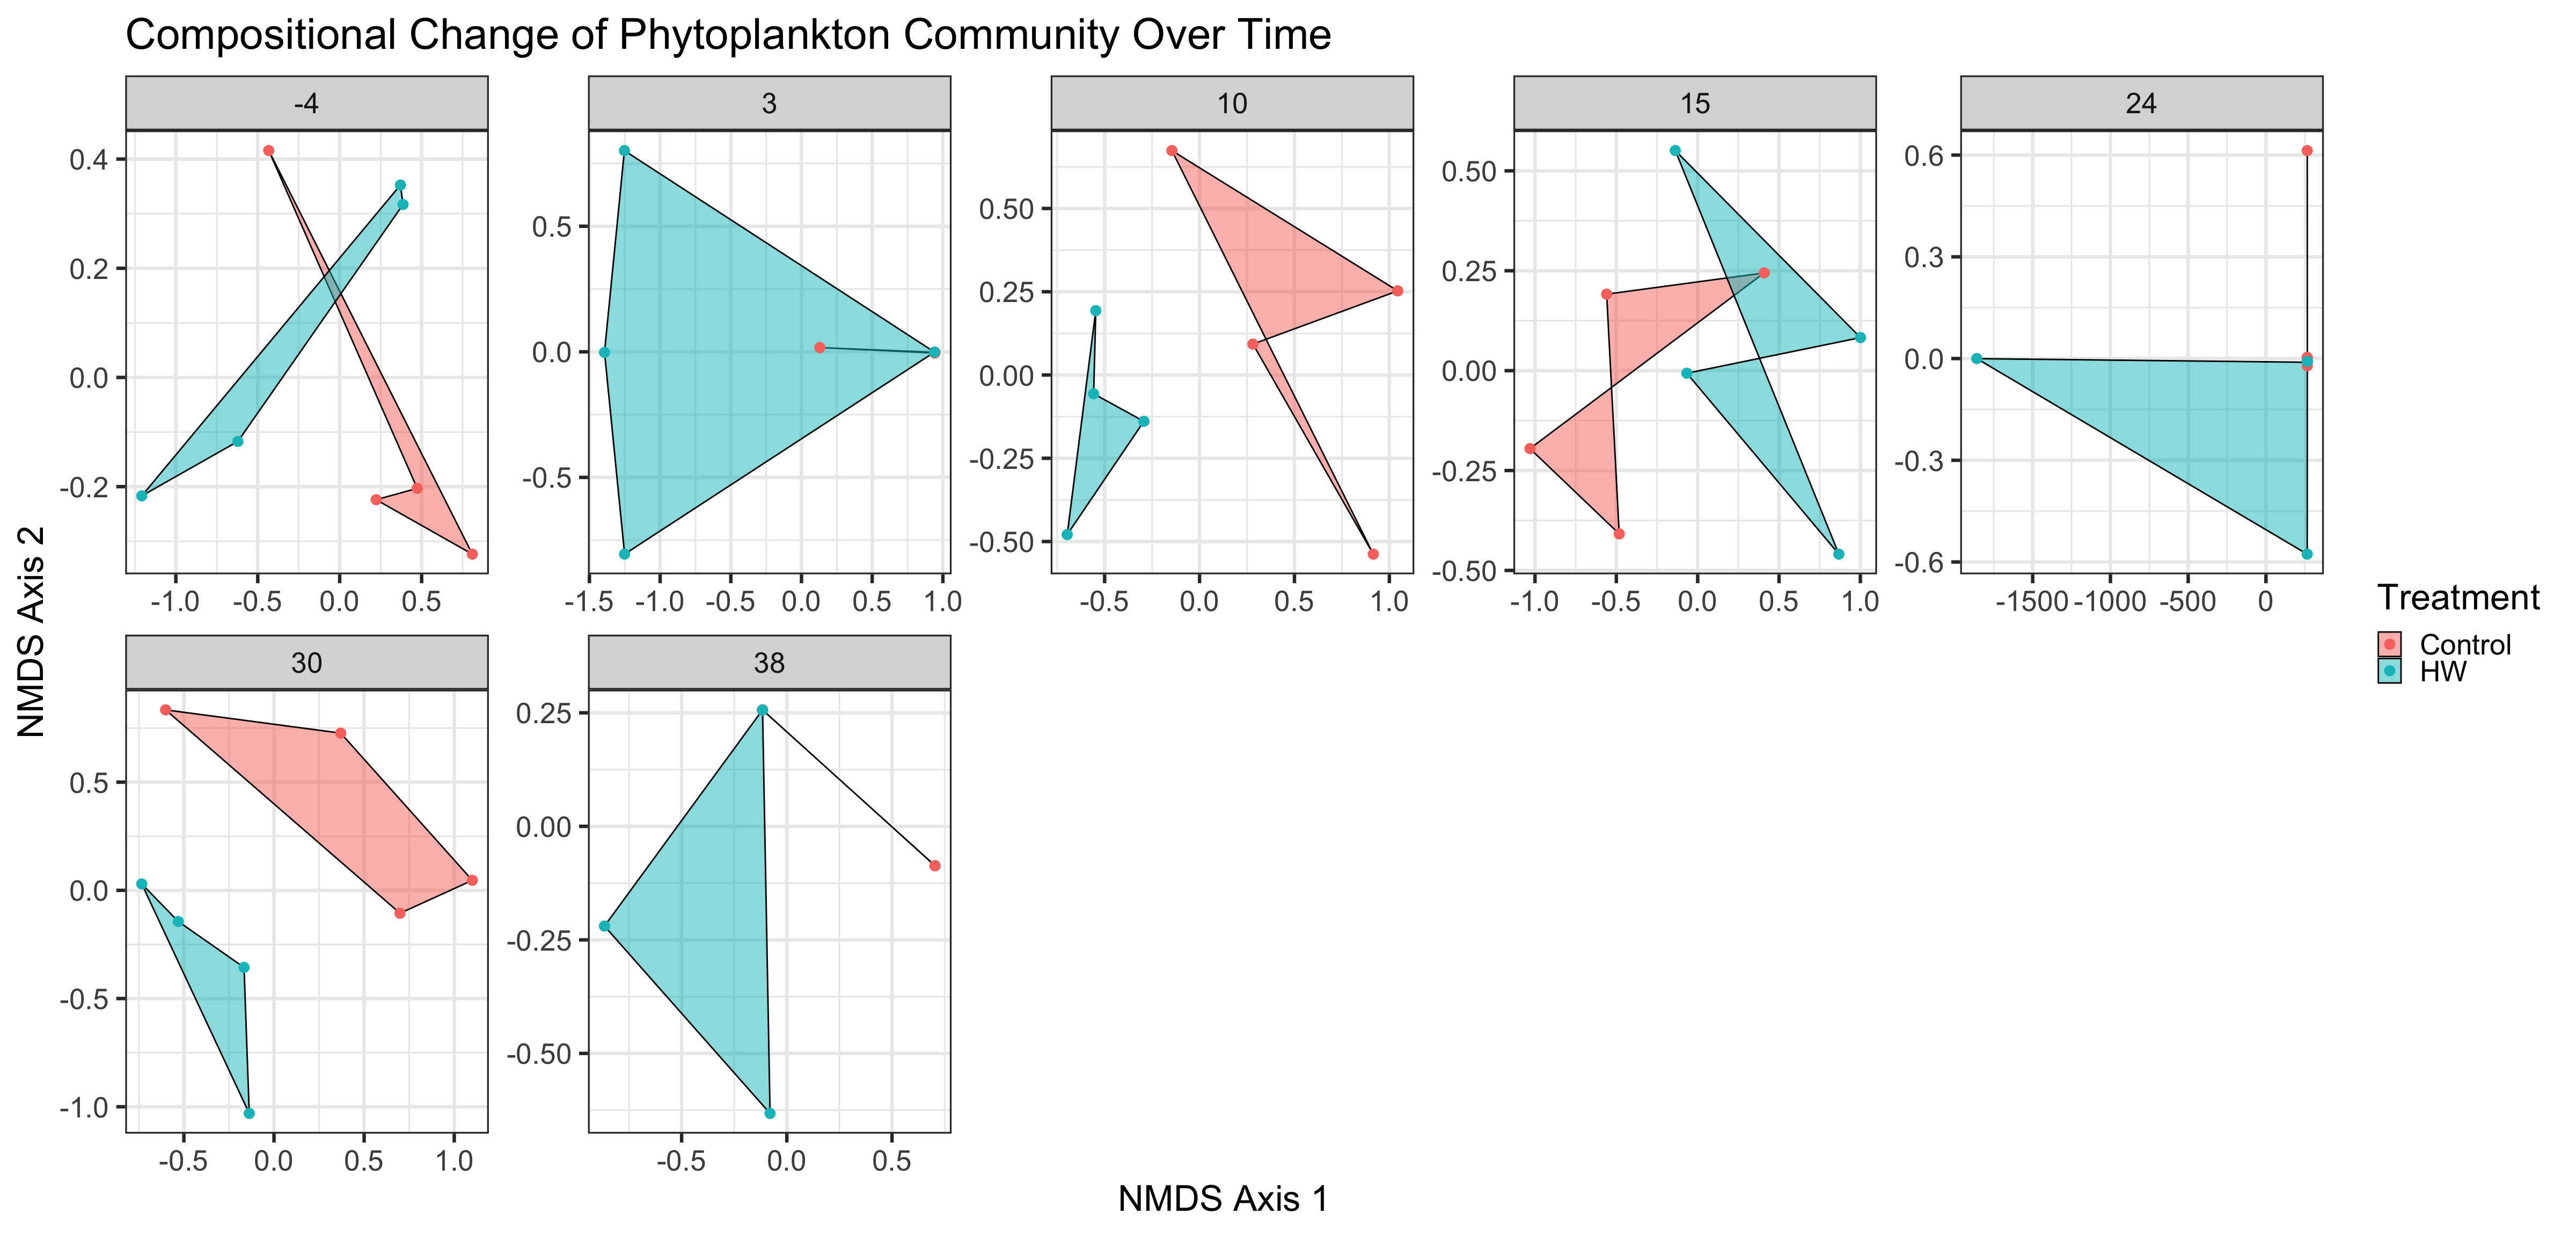 Compositional Change of Phytoplankton Community Over Time
-4
3
10
15
24
0.4
0.2
0.0
-0.2
-1.0 -0.5 0.0 0.5
0.5
0.0
-0.5
-1.5 -1.0 -0.5 0.0 0.5 1.0
0.50
0.25
0.00
-0.25
-0.50
-0.5 0.0 0.5 1.0
0.50
0.25
0.00
-0.25
-0.50
-1.0 -0.5 0.0 0.5 1.0
0.6
0.3
0.0
-0.3
-0.6
-1500 -1000 -500 0
30
38
0.5
0.0
-0.5
-1.0
-0.5 0.0 0.5 1.0
0.25
0.00
-0.25
-0.50
-0.5 0.0 0.5
NMDS Axis 2
NMDS Axis 1
Treatment
Control
HW